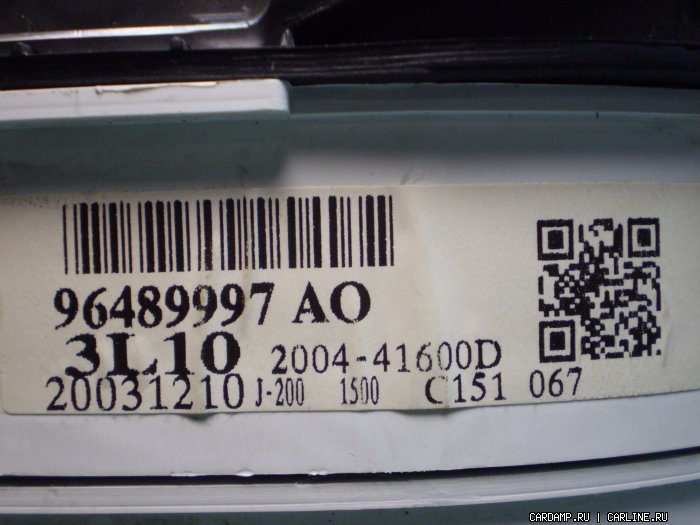 96489997 AO
3L10 2004-41600D
20031210 J-200 1500 C151 067
CARDAMP.RU | CARLINE.RU